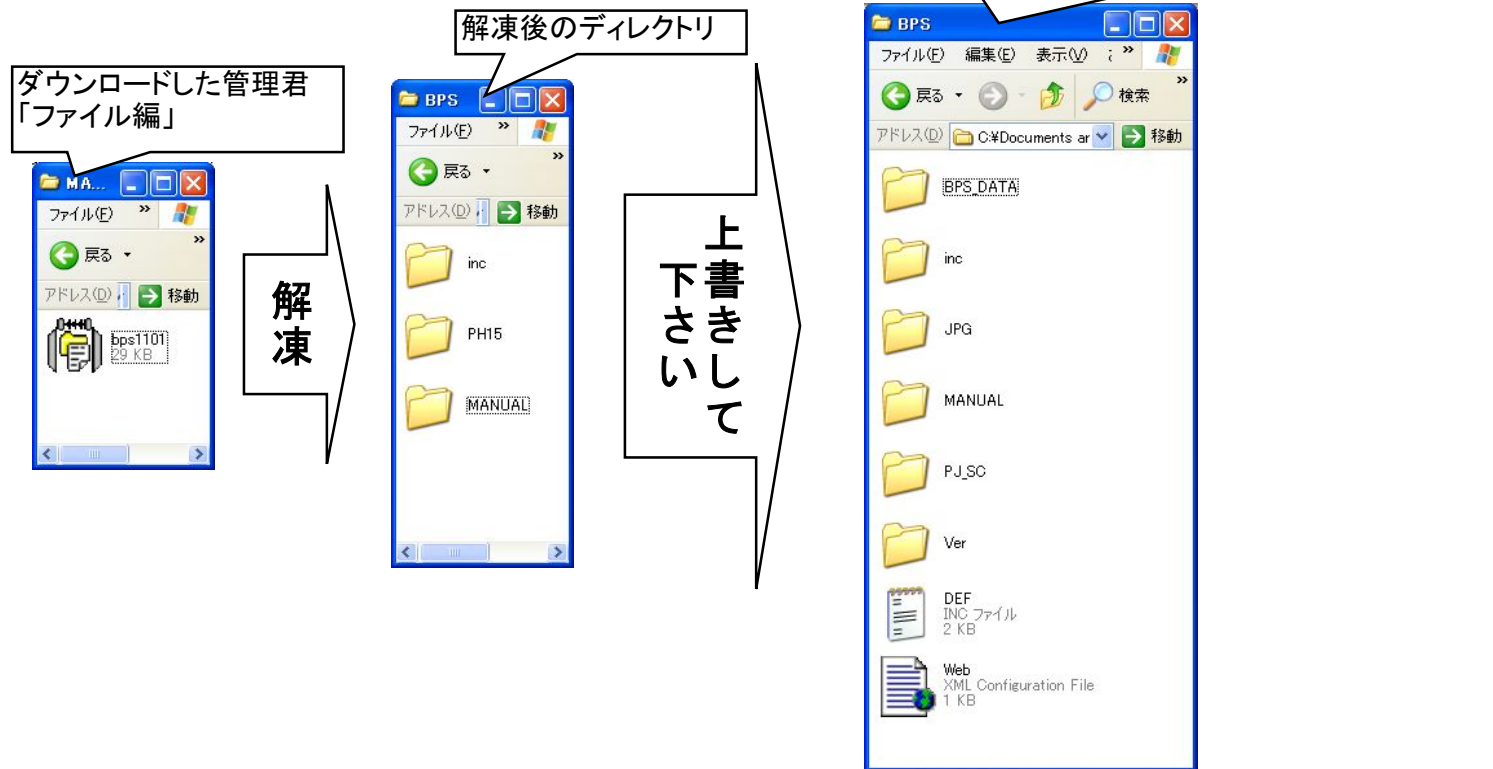 ダウンロードした管理君
「ファイル編」
MA...
ファイル(F) »
戻る »
アドレス(D) 移動
bps1101
29 KB
解凍
解凍後のディレクトリ
BPS
ファイル(F) »
戻る »
アドレス(D) 移動
inc
PH15
MANUAL
上書きして
下さい
BPS
ファイル(F) 編集(E) 表示(V) »
戻る 検索 »
アドレス(D) C:¥Documents ar 移動
BPS_DATA
inc
JPG
MANUAL
PJ_SC
Ver
DEF
INC ファイル
2 KB
Web
XML Configuration File
1 KB